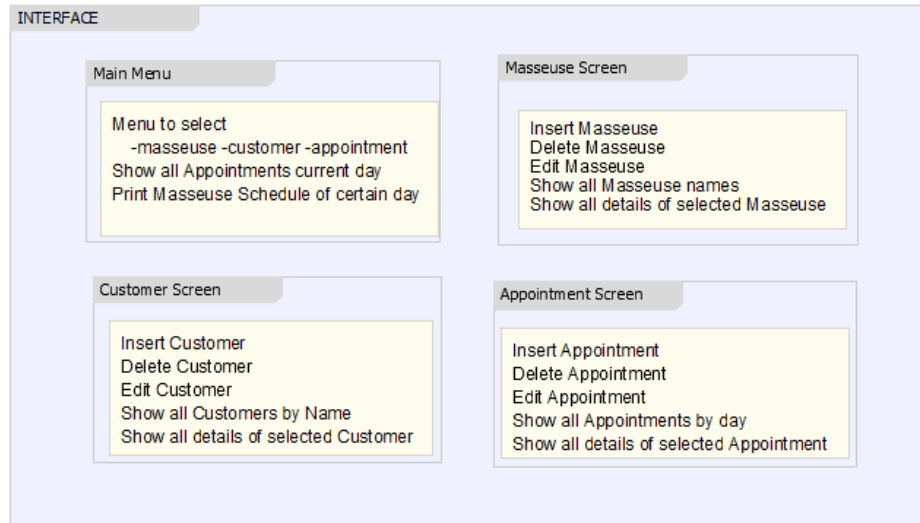 INTERFACE
Main Menu
Menu to select
-masseuse -customer -appointment
Show all Appointments current day
Print Masseuse Schedule of certain day
Masseuse Screen
Insert Masseuse
Delete Masseuse
Edit Masseuse
Show all Masseuse names
Show all details of selected Masseuse
Customer Screen
Insert Customer
Delete Customer
Edit Customer
Show all Customers by Name
Show all details of selected Customer
Appointment Screen
Insert Appointment
Delete Appointment
Edit Appointment
Show all Appointments by day
Show all details of selected Appointment